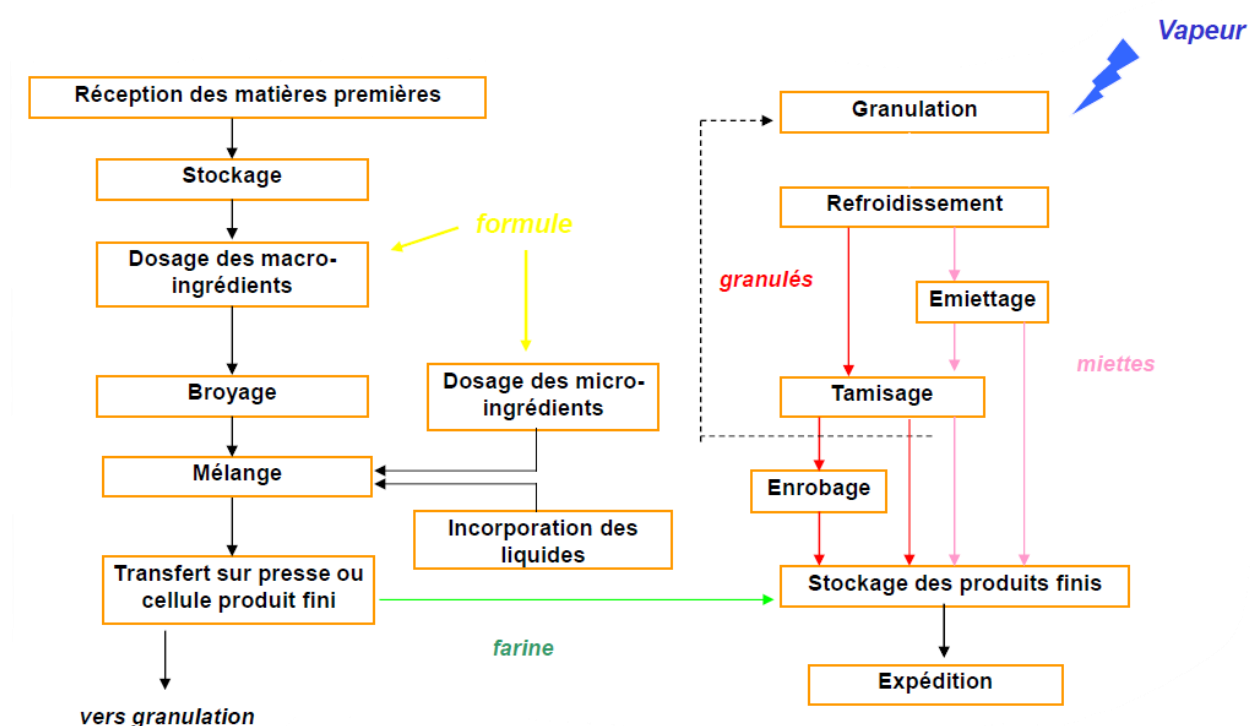 Vapeur
Réception des matières premières
Stockage
Dosage des macro-
ingrédients
formule
Broyage
Dosage des micro-
ingrédients
Mélange
Incorporation des
liquides
Transfert sur presse ou
cellule produit fini
farine
vers granulation
Granulation
Refroidissement
granulés
Emiettage
miettes
Tamisage
Enrobage
Stockage des produits finis
Expédition